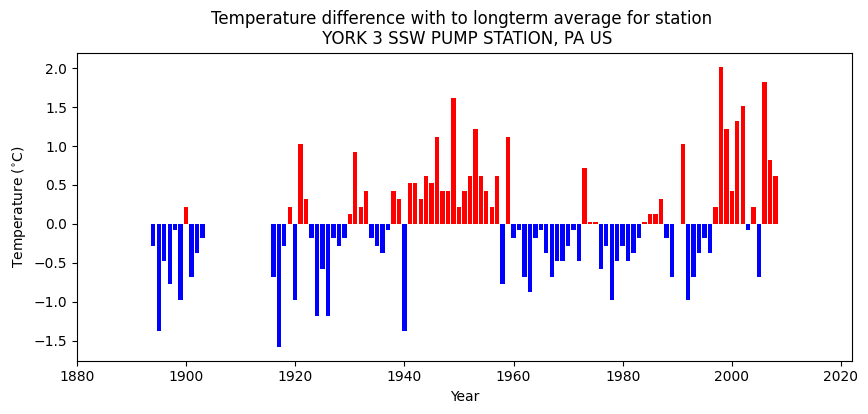 Temperature difference with to longterm average for station
YORK 3 SSW PUMP STATION, PA US
Temperature (°C)
2.0
1.5
1.0
0.5
0.0
−0.5
−1.0
−1.5
1880 1900 1920 1940 1960 1980 2000 2020
Year